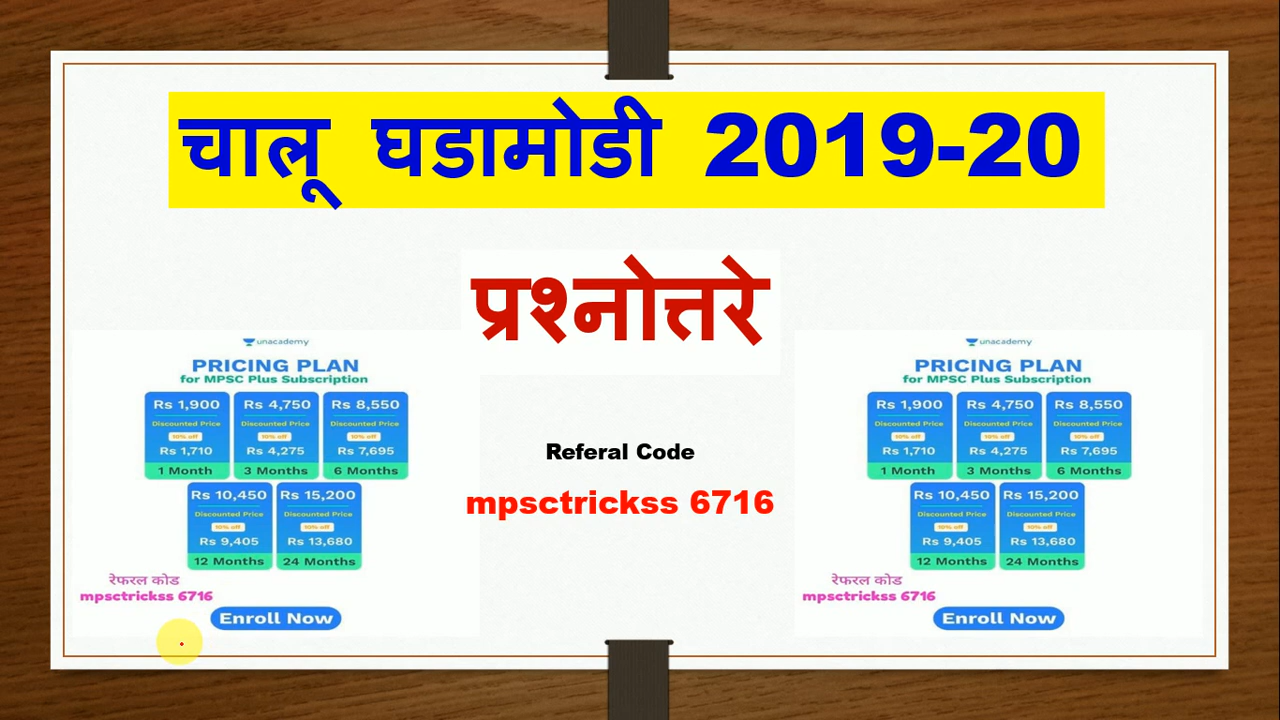 चालू घडामोडी 2019-20
प्रश्नोत्तरे
unacademy
PRICING PLAN
for MPSC Plus Subscription
Rs 1,900 Rs 4,750 Rs 8,550
Discounted Price Discounted Price Discounted Price
10% off 10% off 10% off
Rs 1,710 Rs 4,275 Rs 7,695
1 Month 3 Months 6 Months
Rs 10,450 Rs 15,200
Discounted Price Discounted Price
10% off 10% off
Rs 9,405 Rs 13,680
12 Months 24 Months
रेफरल कोड
mpsctrickss 6716
Enroll Now
Referal Code
mpsctrickss 6716
unacademy
PRICING PLAN
for MPSC Plus Subscription
Rs 1,900 Rs 4,750 Rs 8,550
Discounted Price Discounted Price Discounted Price
10% off 10% off 10% off
Rs 1,710 Rs 4,275 Rs 7,695
1 Month 3 Months 6 Months
Rs 10,450 Rs 15,200
Discounted Price Discounted Price
10% off 10% off
Rs 9,405 Rs 13,680
12 Months 24 Months
रेफरल कोड
mpsctrickss 6716
Enroll Now